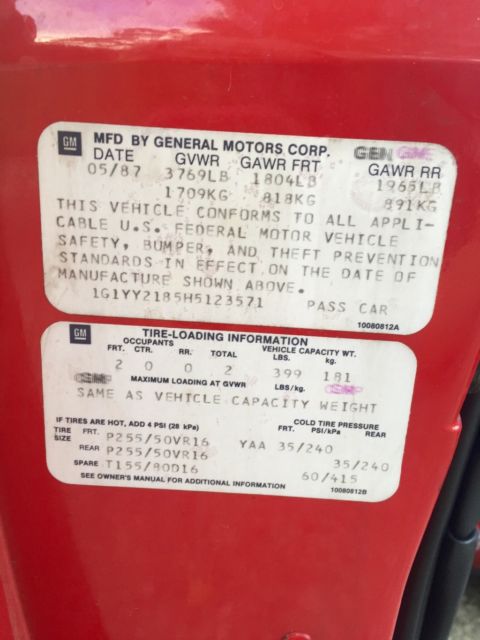 GM MFD BY GENERAL MOTORS CORP. GEN GME
DATE GVWR GAWR FRT GAWR RR
05/87 3769LB 1804LB 1965LB
1709KG 818KG 891KG
THIS VEHICLE CONFORMS TO ALL APPLI-
CABLE U.S. FEDERAL MOTOR VEHICLE
SAFETY, BUMPER, AND THEFT PREVENTION
STANDARDS IN EFFECT ON THE DATE OF
MANUFACTURE SHOWN ABOVE.
1G1YY2185H5123571 PASS CAR
10080812A
GM TIRE-LOADING INFORMATION
OCCUPANTS VEHICLE CAPACITY WT.
FRT. CTR. RR. TOTAL LBS. kg.
2 0 0 2 399 181
MAXIMUM LOADING AT GVWR LBS/kg.
SAME AS VEHICLE CAPACITY WEIGHT
IF TIRES ARE HOT, ADD 4 PSI (28 kPa) COLD TIRE PRESSURE
TIRE SIZE FRT. PSI/kPa REAR
FRT. P255/50VR16 YAA 35/240
REAR P255/50VR16 35/240
SPARE T155/80D16 60/415
SEE OWNER'S MANUAL FOR ADDITIONAL INFORMATION
10080812B